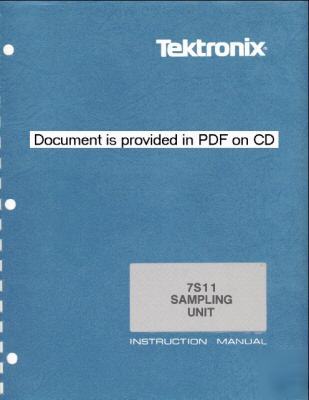 Tektronix®
Document is provided in PDF on CD
7S11
SAMPLING
UNIT
INSTRUCTION MANUAL